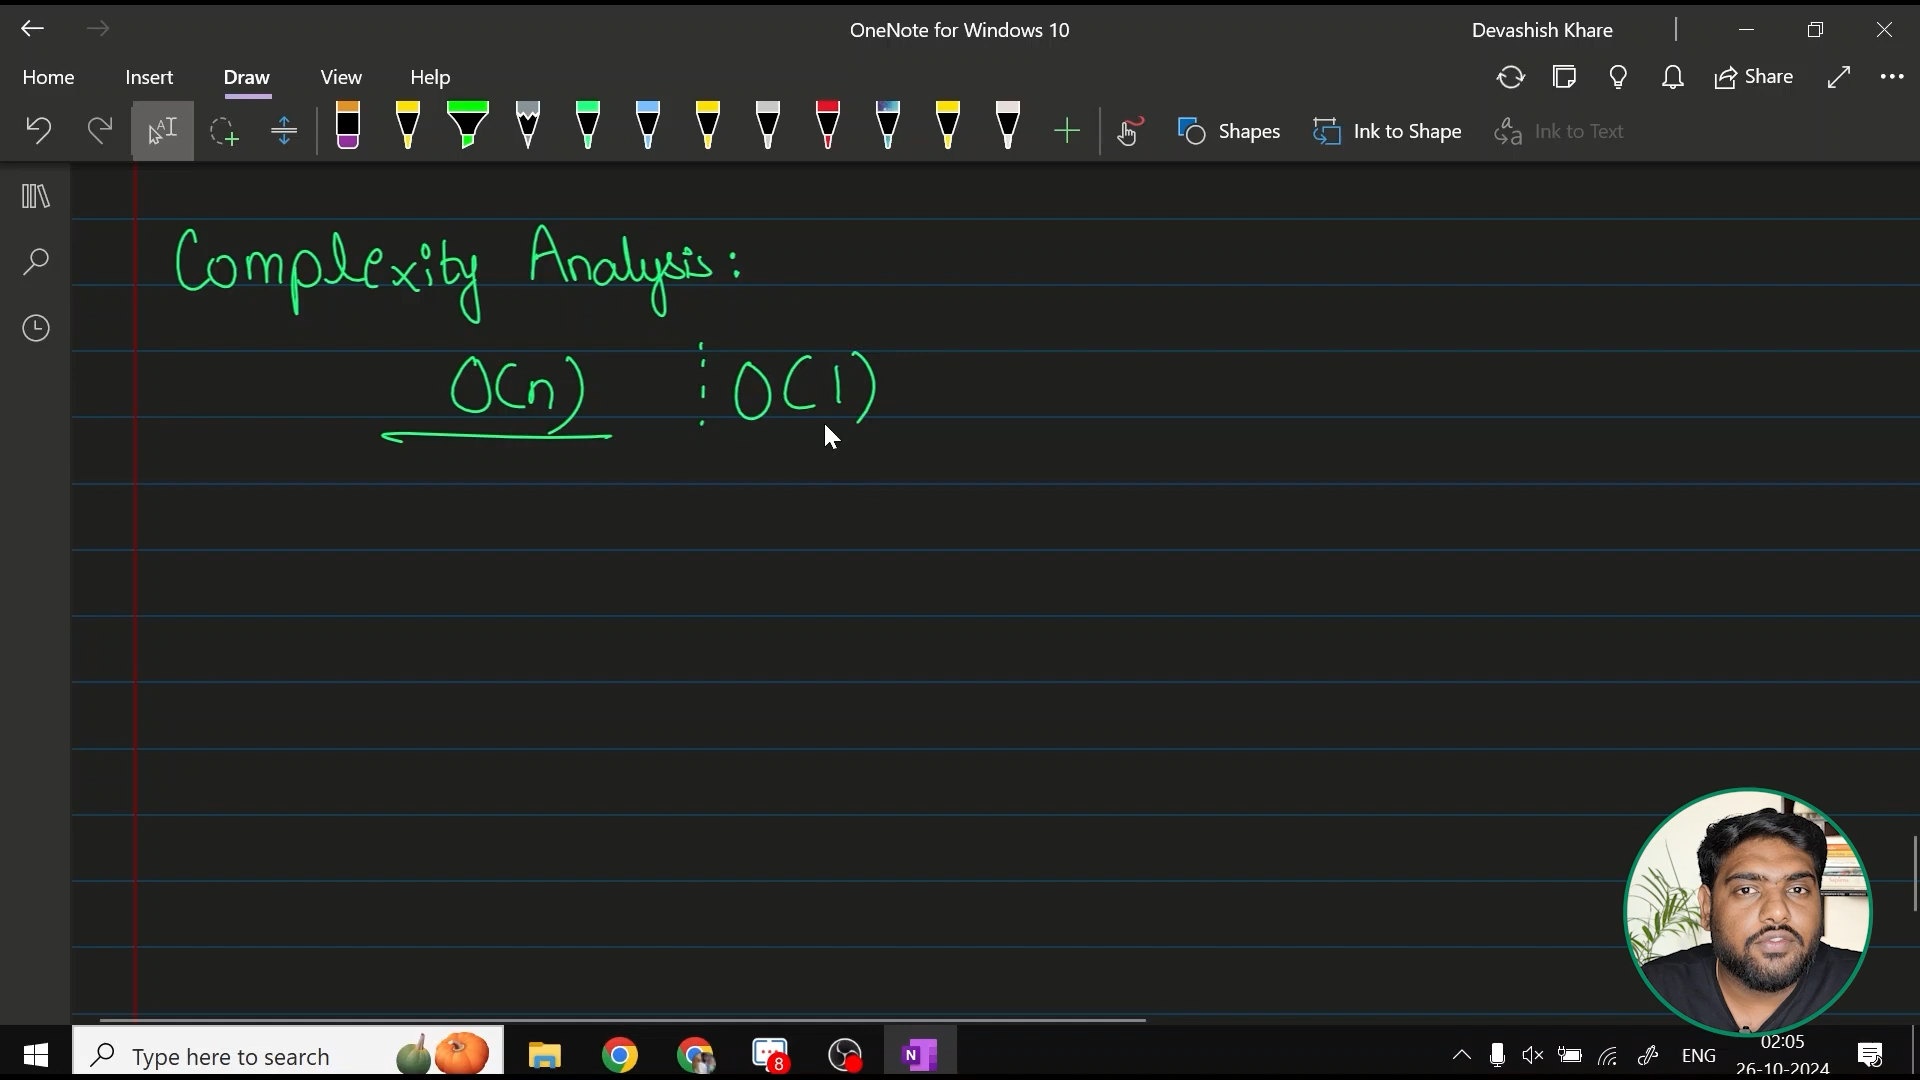 OneNote for Windows 10
Devashish Khare
Home Insert Draw View Help
Share
Shapes Ink to Shape Ink to Text
Complexity Analysis:
O(n) O(1)
Type here to search
8
N
ENG
02:05
26-10-2024